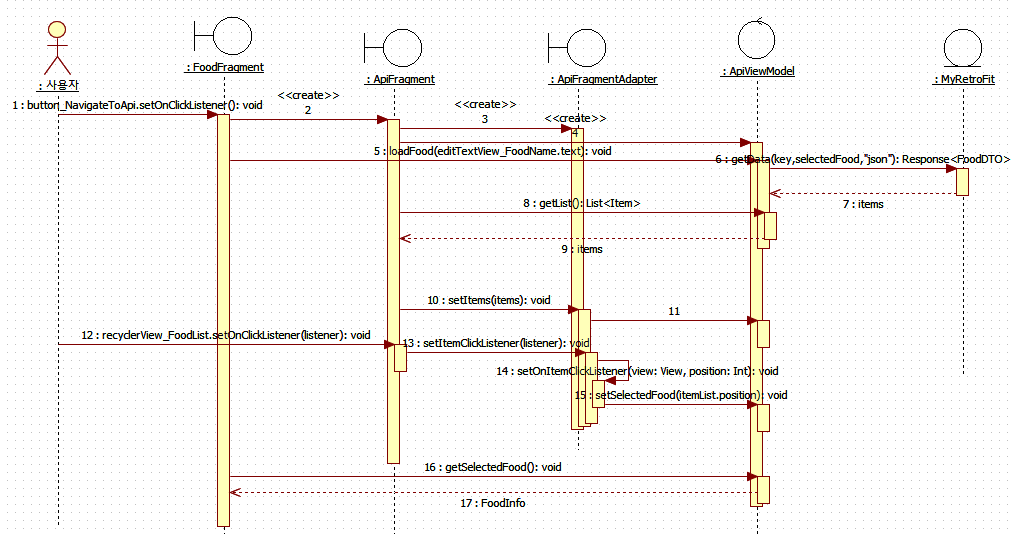 : 사용자
: FoodFragment
: ApiFragment
: ApiFragmentAdapter
: ApiViewModel
: MyRetroFit
1 : button_NavigateToApi.setOnClickListener(): void
<<create>>
2
<<create>>
3
<<create>>
4
5 : loadFood(editTextView_FoodName.text): void
6 : getData(key,selectedFood,"json"): Response<FoodDTO>
7 : items
8 : getList(): List<Item>
9 : items
10 : setItems(items): void
11
12 : recyclerView_FoodList.setOnClickListener(listener): void
13 : setItemClickListener(listener): void
14 : setOnItemClickListener(view: View, position: Int): void
15 : setSelectedFood(itemList.position): void
16 : getSelectedFood(): void
17 : FoodInfo